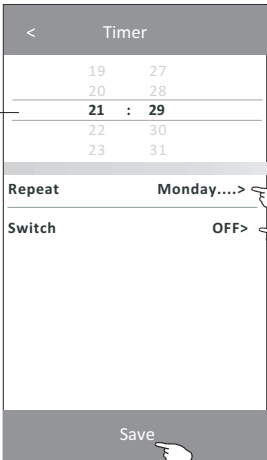 < Timer
19 27
20 28
21 : 29
22 30
23 31
Repeat Monday....>
Switch OFF>
Save